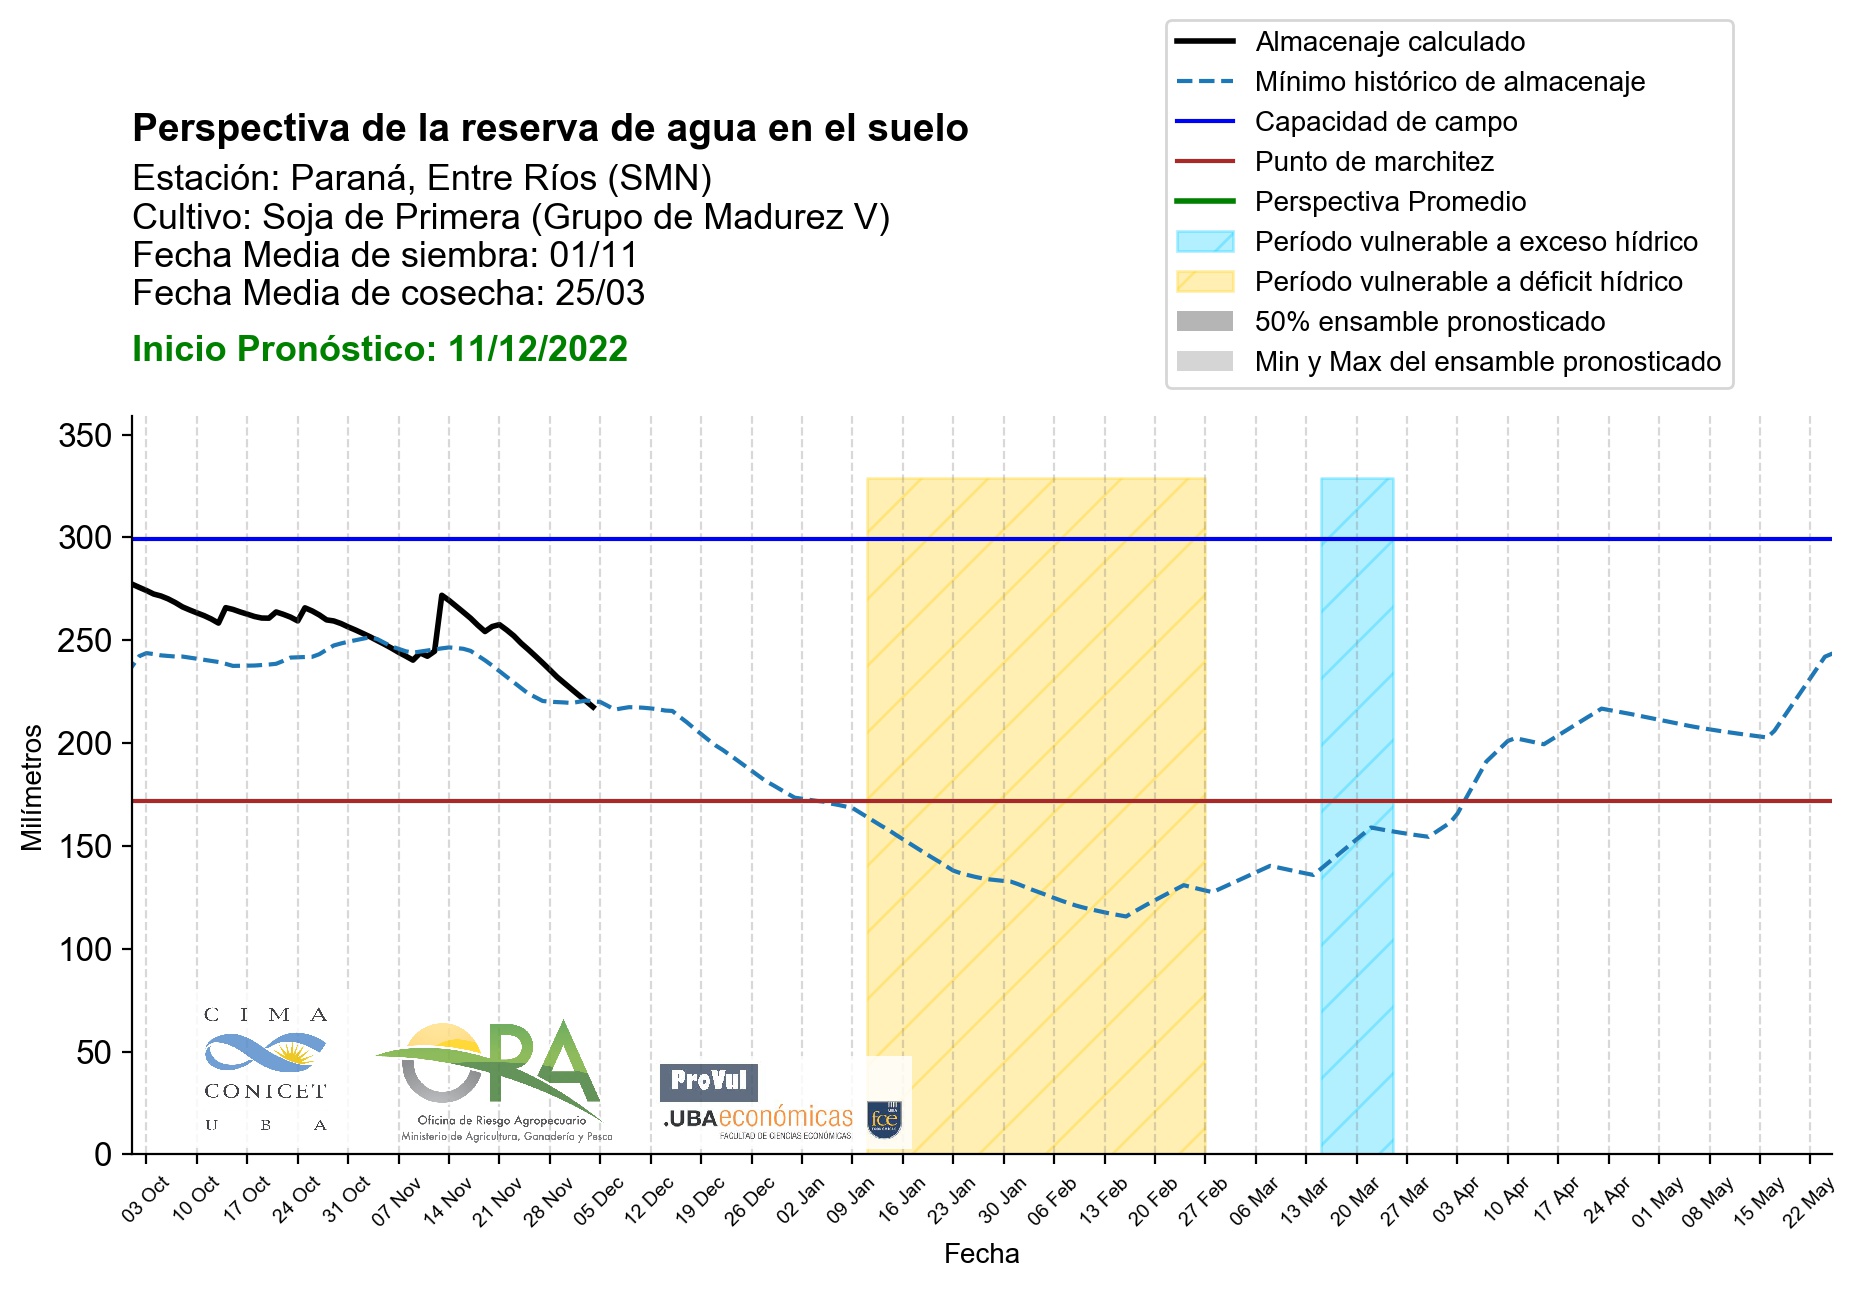 Almacenaje calculado
Mínimo histórico de almacenaje
Capacidad de campo
Punto de marchitez
Perspectiva Promedio
Período vulnerable a exceso hídrico
Período vulnerable a déficit hídrico
50% ensamble pronosticado
Min y Max del ensamble pronosticado
Perspectiva de la reserva de agua en el suelo
Estación: Paraná, Entre Ríos (SMN)
Cultivo: Soja de Primera (Grupo de Madurez V)
Fecha Media de siembra: 01/11
Fecha Media de cosecha: 25/03
Inicio Pronóstico: 11/12/2022
350
300
250
200
150
100
50
0
Milímetros
CIMA
CONICET
UBA
ORA
Oficina de Riesgo Agropecuario
Ministerio de Agricultura, Ganadería y Pesca
ProVul
.UBAeconómicas
FACULTAD DE CIENCIAS ECONÓMICAS
UBA
fce
ECONÓMICAS
03 Oct
10 Oct
17 Oct
24 Oct
31 Oct
07 Nov
14 Nov
21 Nov
28 Nov
05 Dec
12 Dec
19 Dec
26 Dec
02 Jan
09 Jan
16 Jan
23 Jan
30 Jan
06 Feb
13 Feb
20 Feb
27 Feb
06 Mar
13 Mar
20 Mar
27 Mar
03 Apr
10 Apr
17 Apr
24 Apr
01 May
08 May
15 May
22 May
Fecha